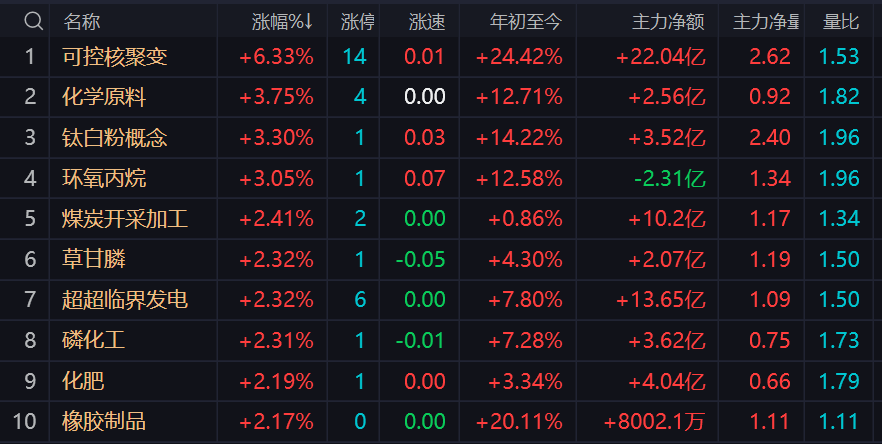 名称 涨幅%↓ 涨停 涨速 年初至今 主力净额 主力净量 量比
1 可控核聚变 +6.33% 14 0.01 +24.42% +22.04亿 2.62 1.53
2 化学原料 +3.75% 4 0.00 +12.71% +2.56亿 0.92 1.82
3 钛白粉概念 +3.30% 1 0.03 +14.22% +3.52亿 2.40 1.96
4 环氧丙烷 +3.05% 1 0.07 +12.58% -2.31亿 1.34 1.96
5 煤炭开采加工 +2.41% 2 0.00 +0.86% +10.2亿 1.17 1.34
6 草甘膦 +2.32% 1 -0.05 +4.30% +2.07亿 1.19 1.50
7 超超临界发电 +2.32% 6 0.00 +7.80% +13.65亿 1.09 1.50
8 磷化工 +2.31% 1 -0.01 +7.28% +3.62亿 0.75 1.73
9 化肥 +2.19% 1 0.00 +3.34% +4.04亿 0.66 1.79
10 橡胶制品 +2.17% 0 0.00 +20.11% +8002.1万 1.11 1.11